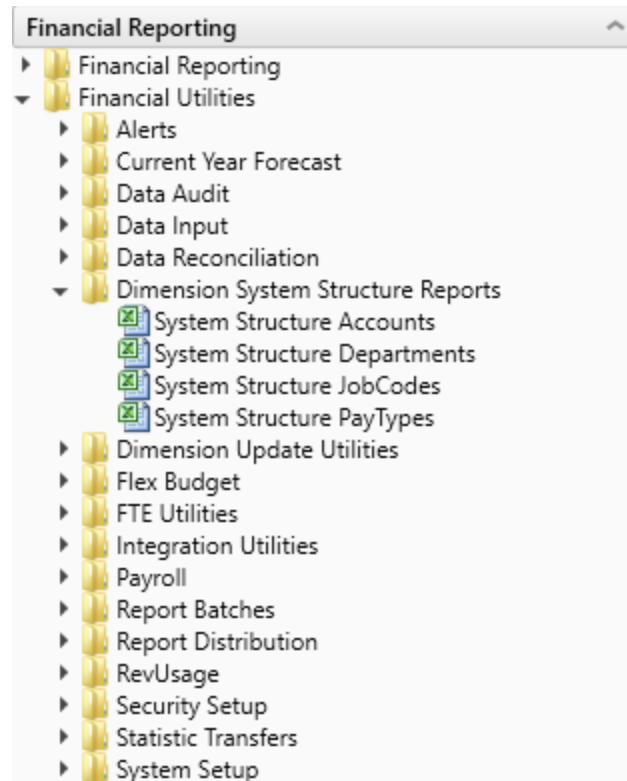 Financial Reporting
Financial Reporting
Financial Utilities
Alerts
Current Year Forecast
Data Audit
Data Input
Data Reconciliation
Dimension System Structure Reports
System Structure Accounts
System Structure Departments
System Structure JobCodes
System Structure PayTypes
Dimension Update Utilities
Flex Budget
FTE Utilities
Integration Utilities
Payroll
Report Batches
Report Distribution
RevUsage
Security Setup
Statistic Transfers
System Setup